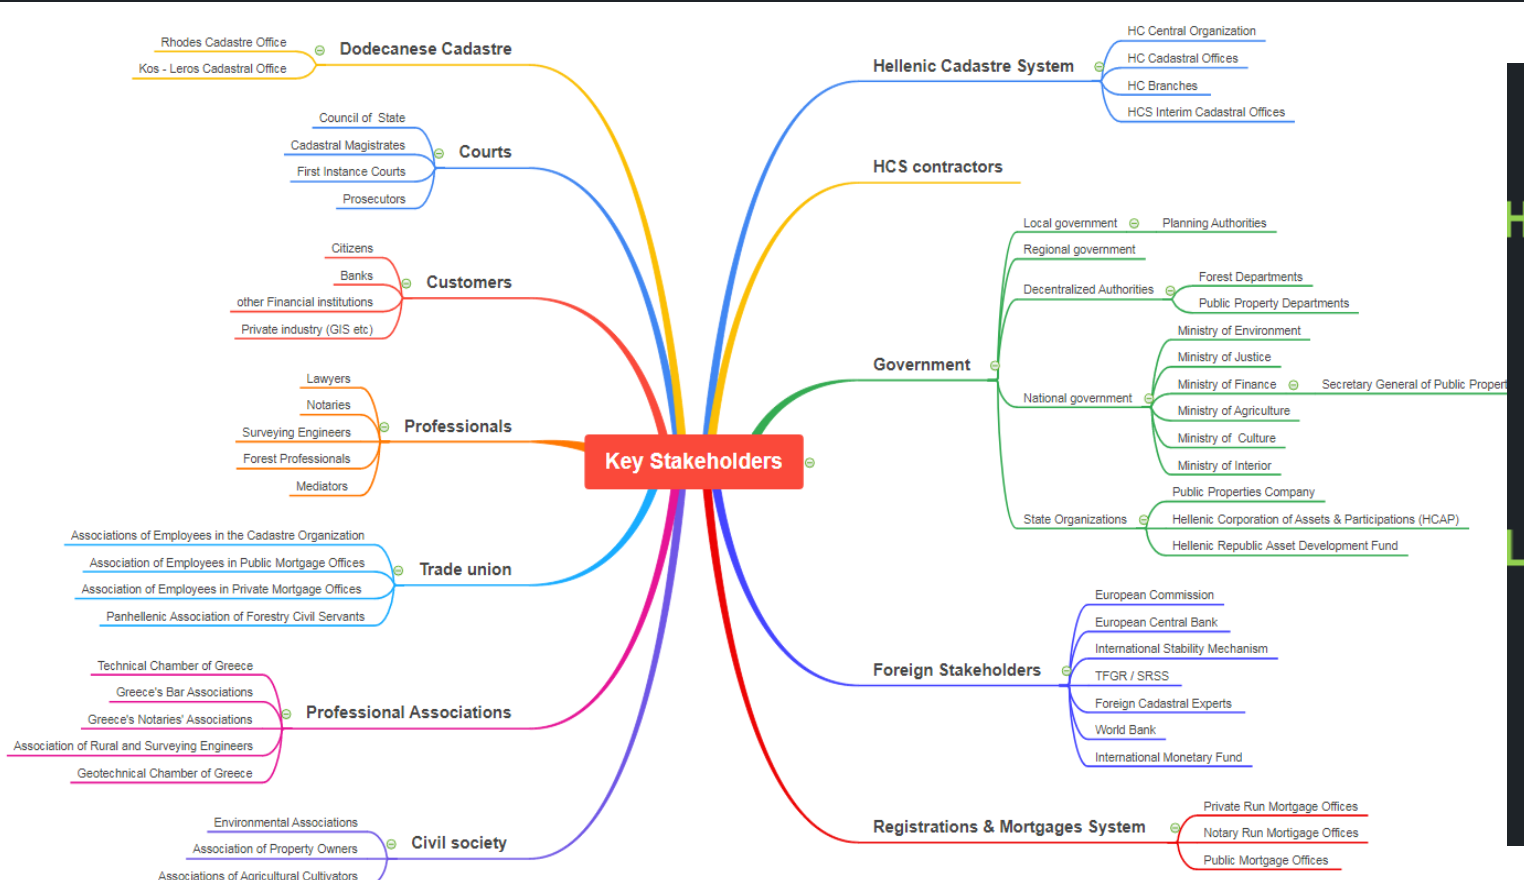 Key Stakeholders
Dodecanese Cadastre
Rhodes Cadastre Office
Kos - Leros Cadastral Office
Courts
Council of State
Cadastral Magistrates
First Instance Courts
Prosecutors
Customers
Citizens
Banks
other Financial institutions
Private industry (GIS etc)
Professionals
Lawyers
Notaries
Surveying Engineers
Forest Professionals
Mediators
Trade union
Associations of Employees in the Cadastre Organization
Association of Employees in Public Mortgage Offices
Association of Employees in Private Mortgage Offices
Panhellenic Association of Forestry Civil Servants
Professional Associations
Technical Chamber of Greece
Greece's Bar Associations
Greece's Notaries' Associations
Association of Rural and Surveying Engineers
Geotechnical Chamber of Greece
Civil society
Environmental Associations
Association of Property Owners
Associations of Agricultural Cultivators
Hellenic Cadastre System
HC Central Organization
HC Cadastral Offices
HC Branches
HCS Interim Cadastral Offices
HCS contractors
Government
Local government
Planning Authorities
Regional government
Decentralized Authorities
Forest Departments
Public Property Departments
National government
Ministry of Environment
Ministry of Justice
Ministry of Finance
Secretary General of Public Propert
Ministry of Agriculture
Ministry of Culture
Ministry of Interior
State Organizations
Public Properties Company
Hellenic Corporation of Assets & Participations (HCAP)
Hellenic Republic Asset Development Fund
Foreign Stakeholders
European Commission
European Central Bank
International Stability Mechanism
TFGR / SRSS
Foreign Cadastral Experts
World Bank
International Monetary Fund
Registrations & Mortgages System
Private Run Mortgage Offices
Notary Run Mortigage Offices
Public Mortgage Offices